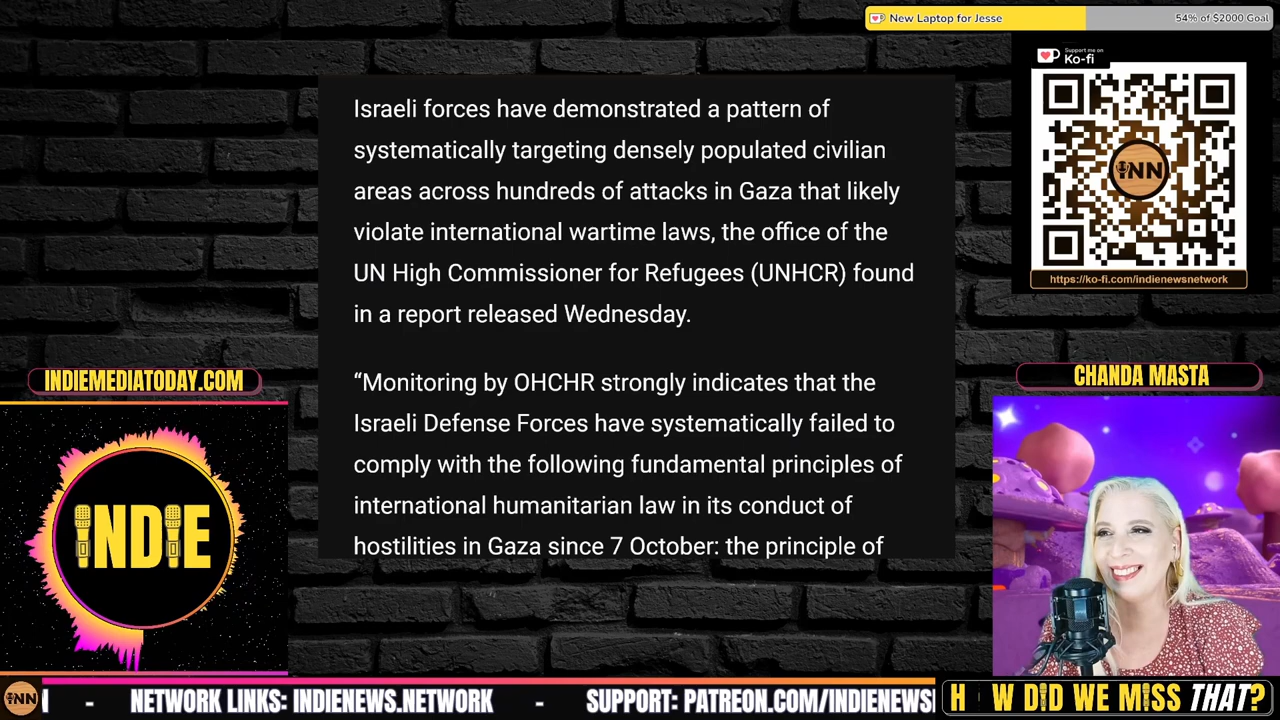 New Laptop for Jesse
54% of $2000 Goal
Support me on
Ko-fi
iNN
https://ko-fi.com/indienewsnetwork
Israeli forces have demonstrated a pattern of
systematically targeting densely populated civilian
areas across hundreds of attacks in Gaza that likely
violate international wartime laws, the office of the
UN High Commissioner for Refugees (UNHCR) found
in a report released Wednesday.
“Monitoring by OHCHR strongly indicates that the
Israeli Defense Forces have systematically failed to
comply with the following fundamental principles of
international humanitarian law in its conduct of
hostilities in Gaza since 7 October: the principle of
INDIEMEDIATODAY.COM
INDIE
CHANDA MASTA
iNN
- NETWORK LINKS: INDIENEWS.NETWORK - SUPPORT: PATREON.COM/INDIENEWS
H W DID WE MISS THAT?